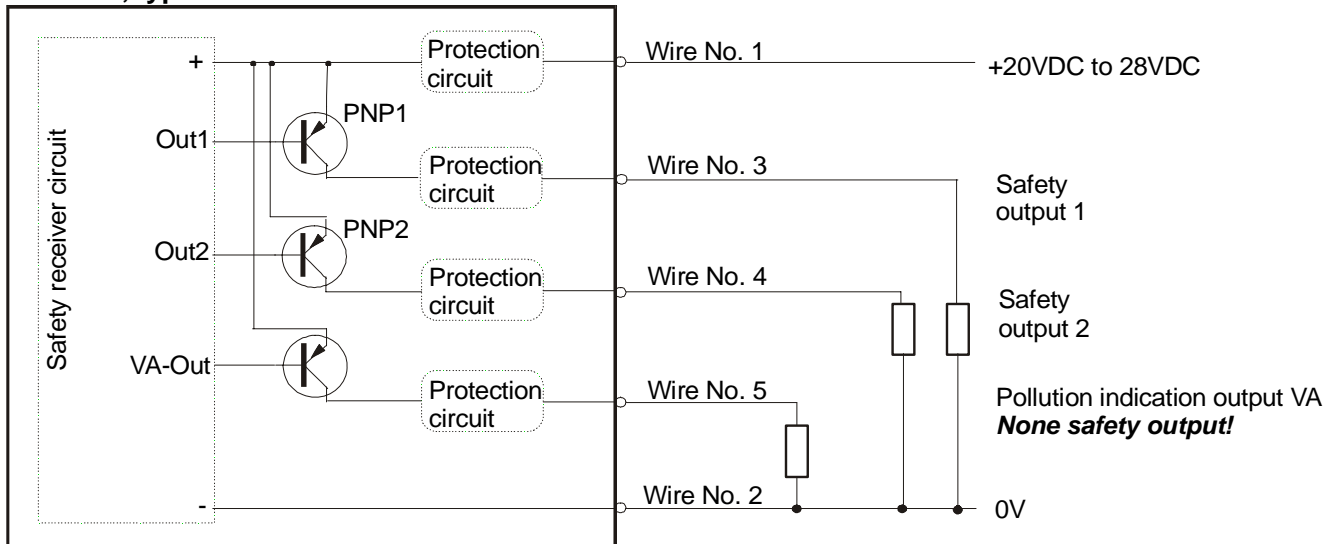 Protection
circuit
Wire No. 1
+20VDC to 28VDC
+
PNP1
Out1
Safety receiver circuit
Protection
circuit
Wire No. 3
Safety
output 1
PNP2
Out2
Protection
circuit
Wire No. 4
Safety
output 2
VA-Out
Protection
circuit
Wire No. 5
Pollution indication output VA
None safety output!
-
Wire No. 2
0V